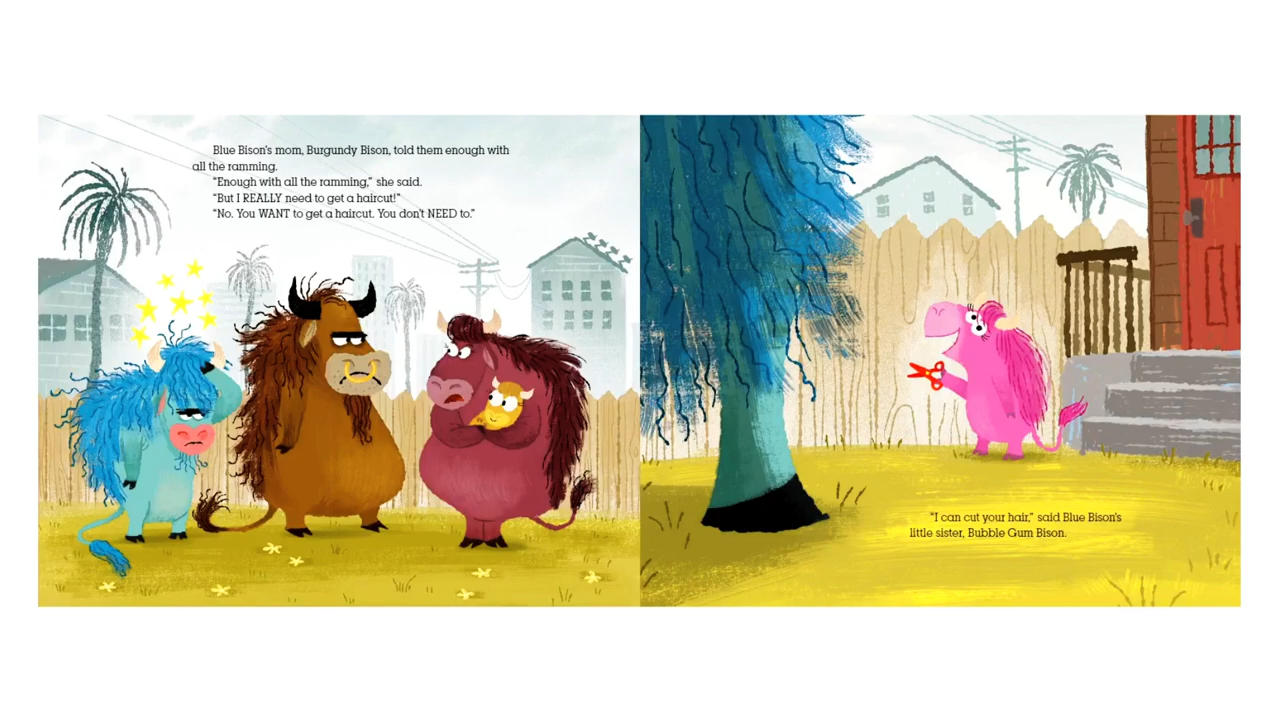 Blue Bison's mom, Burgundy Bison, told them enough with
all the ramming.
"Enough with all the ramming," she said.
"But I REALLY need to get a haircut!"
"No. You WANT to get a haircut. You don't NEED to."
"I can cut your hair," said Blue Bison's
little sister, Bubble Gum Bison.